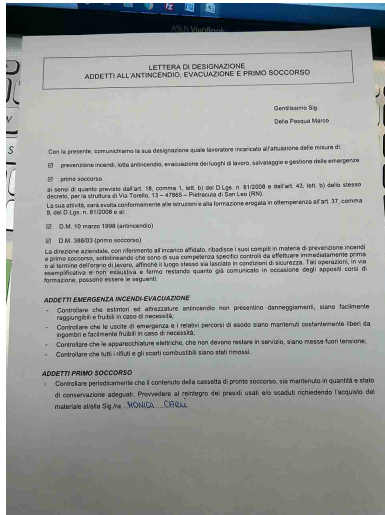 ASUS VivoBook
LETTERA DI DESIGNAZIONE
ADDETTI ALL'ANTINCENDIO, EVACUAZIONE E PRIMO SOCCORSO
Gentilissimo Sig.
Della Pasqua Marco
Con la presente, comunichiamo la sua designazione quale lavoratore incaricato all'attuazione delle misure di:
☑ prevenzione incendi, lotta antincendio, evacuazione dei luoghi di lavoro, salvataggio e gestione delle emergenze
☑ primo soccorso
ai sensi di quanto previsto dall'art. 18, comma 1, lett. b) del D.Lgs. n. 81/2008 e dall'art. 43, lett. b) dello stesso
decreto, per la struttura di Via Torello, 13 – 47865 – Pietracuta di San Leo (RN).
La sua attività, sarà svolta conformemente alle istruzioni e alla formazione erogata in ottemperanza all'art. 37, comma
9, del D.Lgs. n. 81/2008 e al:
☑ D.M. 10 marzo 1998 (antincendio)
☑ D.M. 388/03 (primo soccorso)
La direzione aziendale, con riferimento all'incarico affidato, ribadisce i suoi compiti in materia di prevenzione incendi
e primo soccorso, sottolineando che sono di sua competenza specifici controlli da effettuare immediatamente prima
o al termine dell'orario di lavoro, affinché il luogo stesso sia lasciato in condizioni di sicurezza. Tali operazioni, in via
esemplificativa e non esaustiva e fermo restando quanto già comunicato in occasione degli appositi corsi di
formazione, possono essere le seguenti:
ADDETTI EMERGENZA INCENDI-EVACUAZIONE
- Controllare che estintori ed attrezzature antincendio non presentino danneggiamenti, siano facilmente
raggiungibili e fruibili in caso di necessità;
- Controllare che le uscite di emergenza e i relativi percorsi di esodo siano mantenuti costantemente liberi da
ingombri e facilmente fruibili in caso di necessità;
- Controllare che le apparecchiature elettriche, che non devono restare in servizio, siano messe fuori tensione;
- Controllare che tutti i rifiuti e gli scarti combustibili siano stati rimossi.
ADDETTI PRIMO SOCCORSO
- Controllare periodicamente che il contenuto della cassetta di pronto soccorso, sia mantenuto in quantità e stato
di conservazione adeguati. Provvedere al reintegro dei presidi usati e/o scaduti richiedendo l'acquisto del
materiale al/alla Sig./ra MONICA CARLI